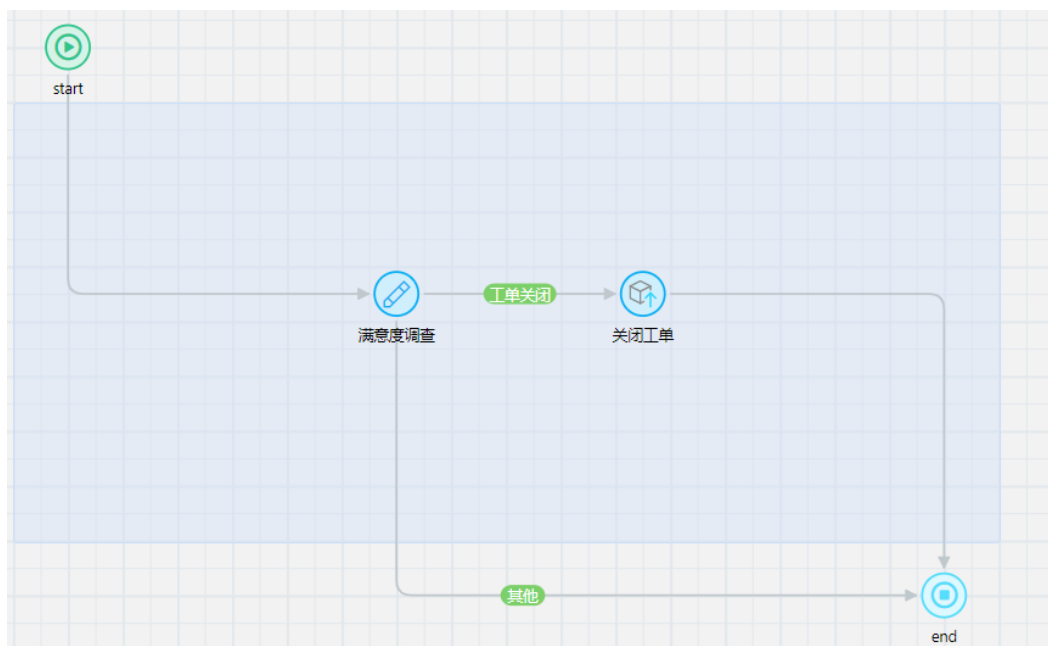 start
工单关闭
满意度调查
关闭工单
其他
end